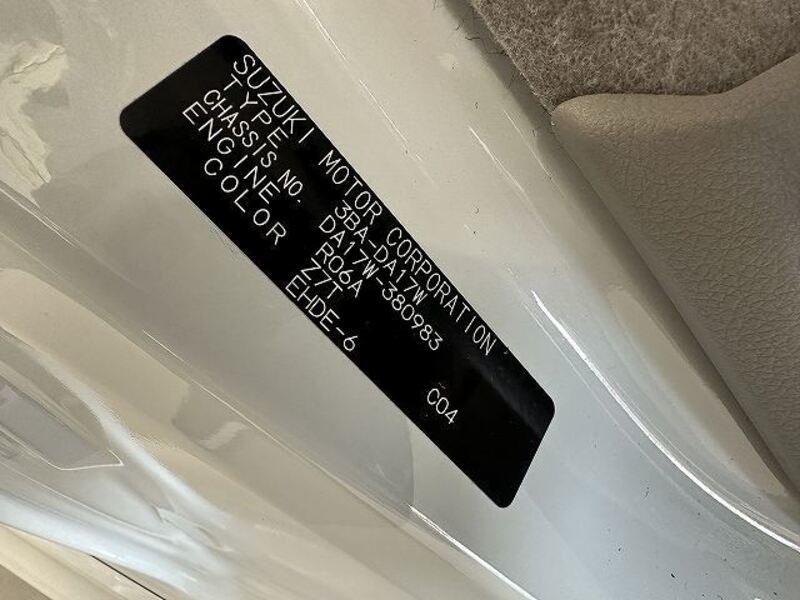 SUZUKI MOTOR CORPORATION
TYPE 3BA-DA17W
CHASSIS NO. DA17W-380983
ENGINE R06A
COLOR Z7T
EHDE-6 C04